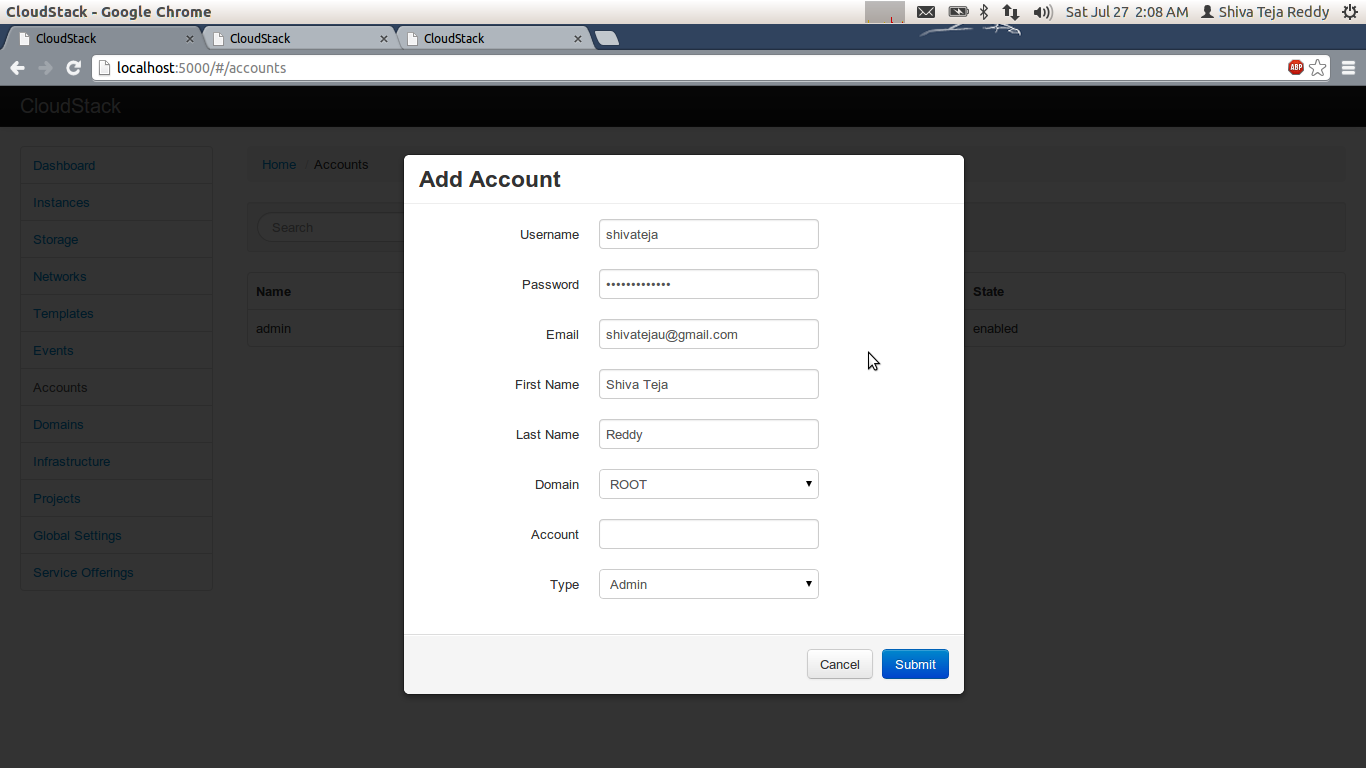 CloudStack - Google Chrome
Sat Jul 27 2:08 AM Shiva Teja Reddy
CloudStack CloudStack CloudStack
localhost:5000/#/accounts ABP
CloudStack
Dashboard
Instances
Storage
Networks
Templates
Events
Accounts
Domains
Infrastructure
Projects
Global Settings
Service Offerings
Home / Accounts
Search
Name State
admin enabled
Add Account
Username shivateja
Password •••••••••••••
Email shivatejau@gmail.com
First Name Shiva Teja
Last Name Reddy
Domain ROOT
Account
Type Admin
Cancel Submit